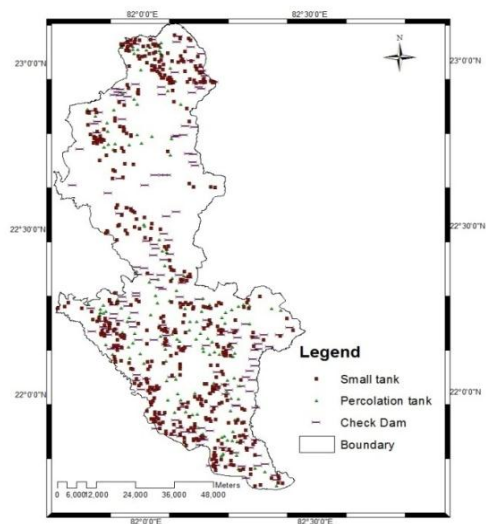 82°0'0"E 82°30'0"E
N
23°0'0"N 23°0'0"N
22°30'0"N 22°30'0"N
Legend
Small tank
22°0'0"N 22°0'0"N
Percolation tank
Check Dam
Boundary
Meters
0 6,000 12,000 24,000 36,000 48,000
82°0'0"E 82°30'0"E